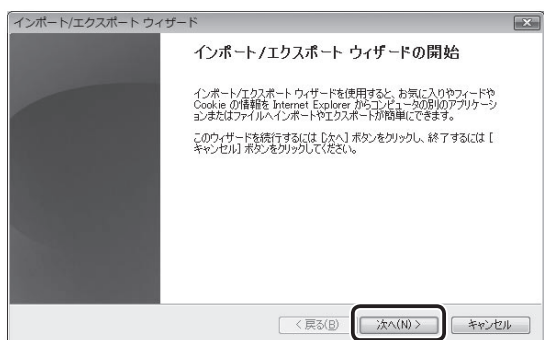 インポート/エクスポート ウィザード
インポート/エクスポート ウィザードの開始
インポート/エクスポート ウィザードを使用すると、お気に入りやフィードや
Cookie の情報を Internet Explorer からコンピュータの別のアプリケーシ
ョンまたはファイルへインポートやエクスポートが簡単にできます。
このウィザードを続行するには [次へ] ボタンをクリックし、終了するには [
キャンセル] ボタンをクリックしてください。
< 戻る(B)
次へ(N) >
キャンセル